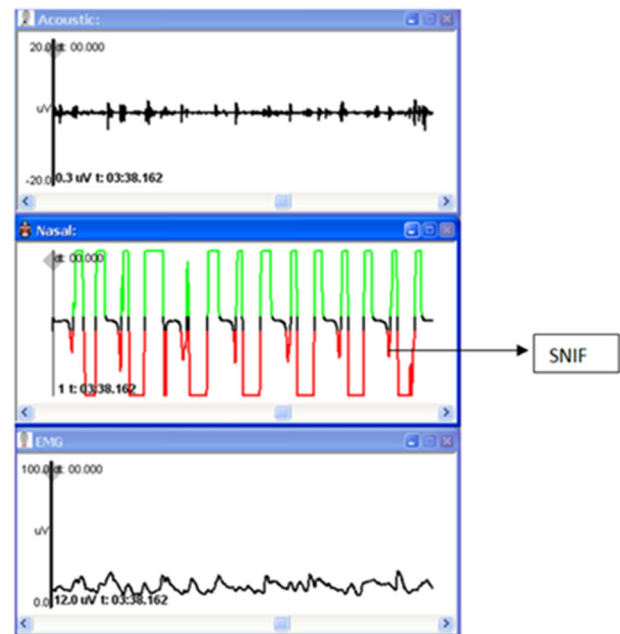 Acoustic:
20.0 dt: 00.000
uV
-20.0 0.3 uV t: 03:38.162
Nasal:
dt: 00.000
1 t: 03:38.162
SNIF
EMG
100.0 dt: 00.000
uV
0.0 12.0 uV t: 03:38.162